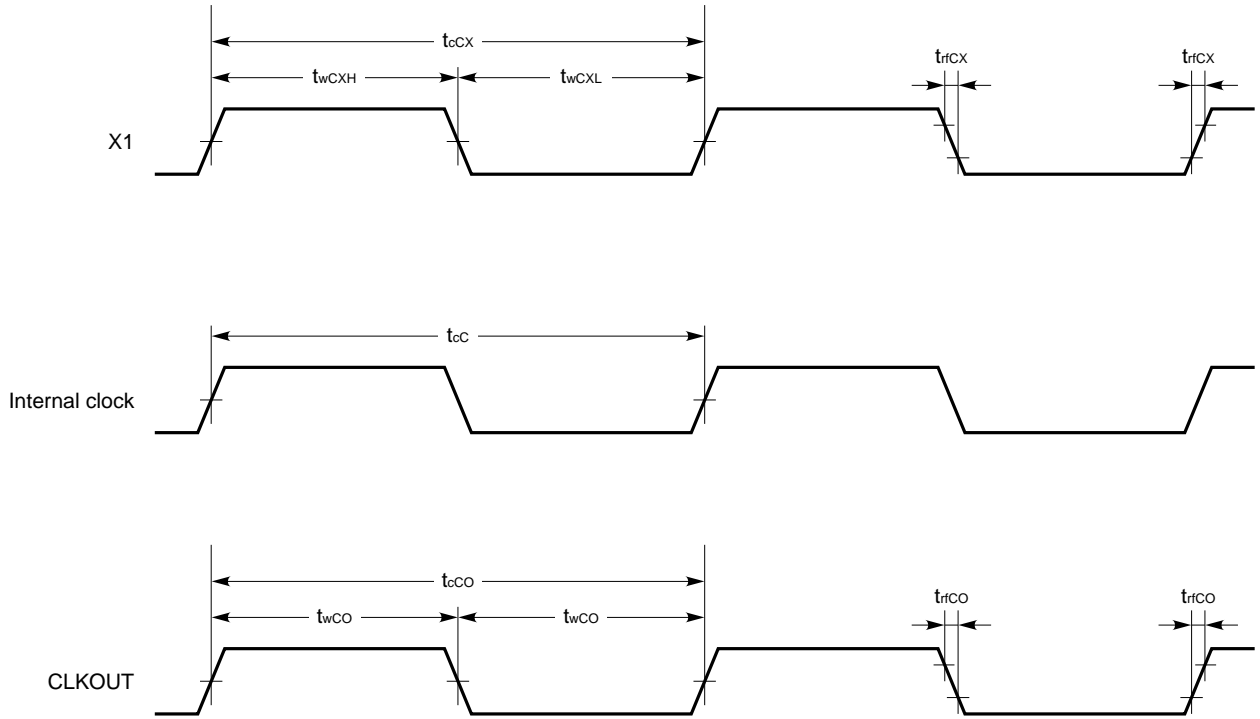 tcCX
twCXH
twCXL
trfCX
trfCX
X1
tcC
Internal clock
tcCO
twCO
twCO
trfCO
trfCO
CLKOUT